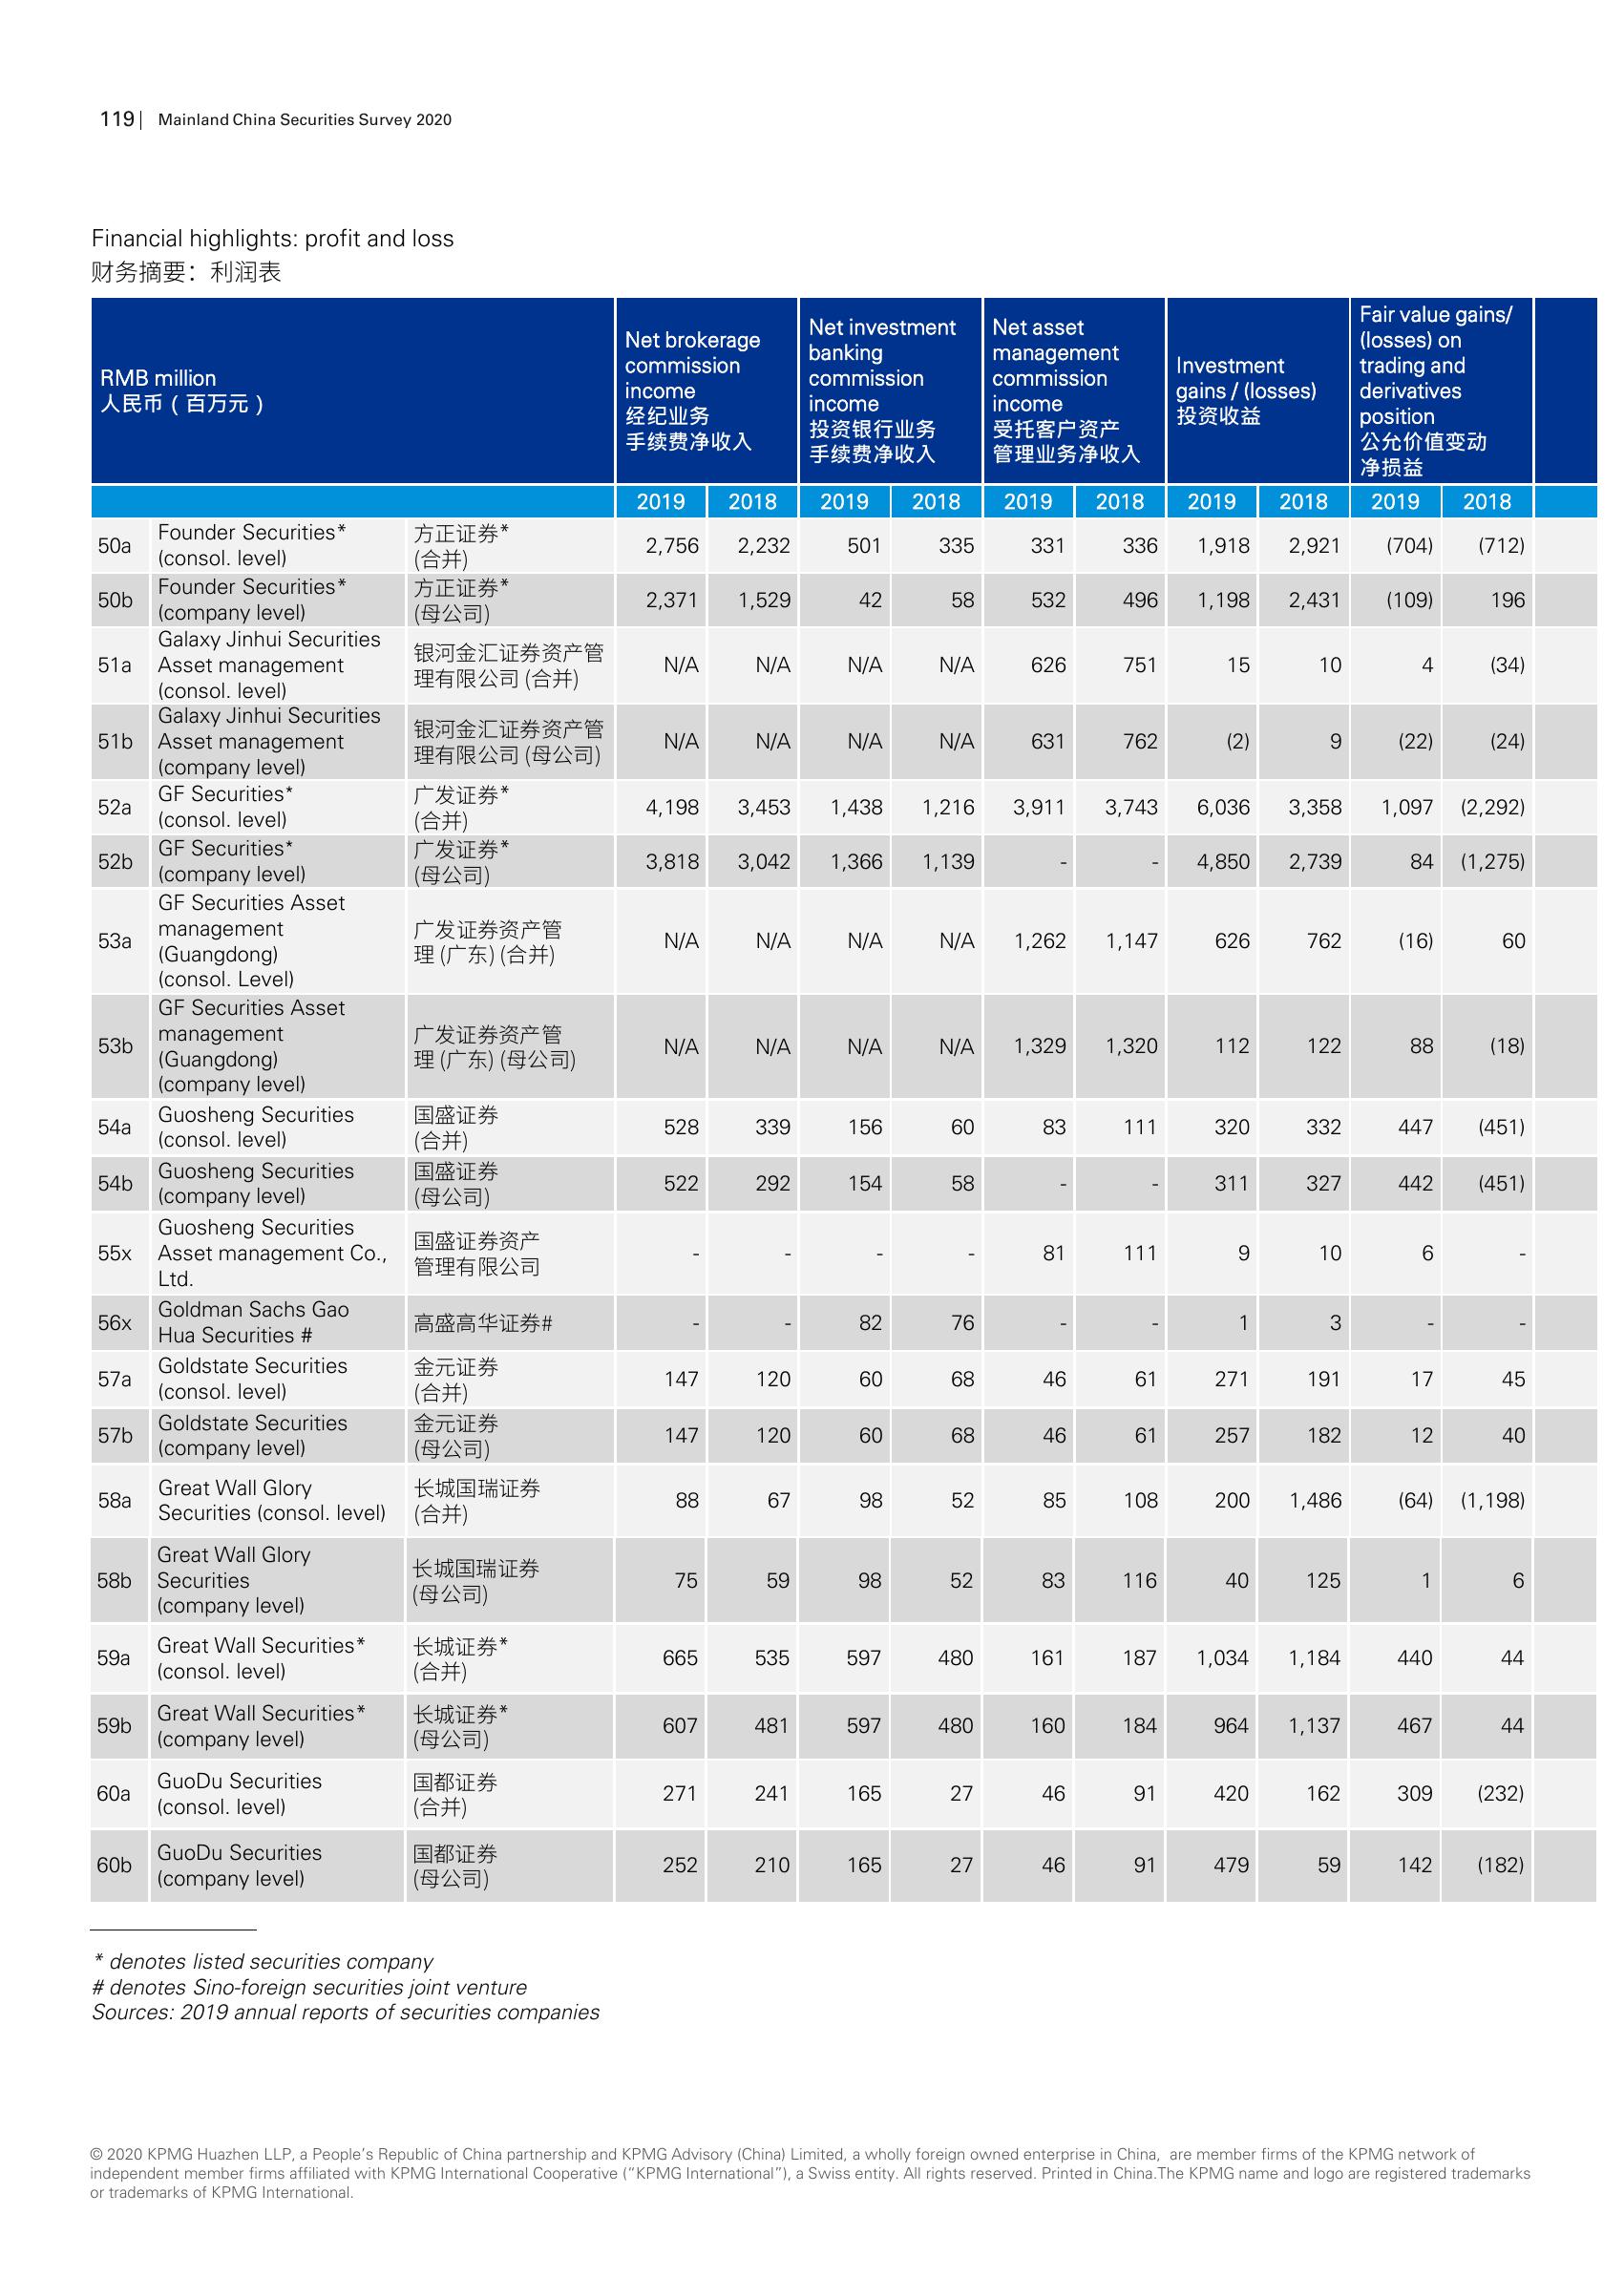 119 | Mainland China Securities Survey 2020
Financial highlights: profit and loss
财务摘要：利润表
RMB million
人民币（百万元）
Net brokerage
commission
income
经纪业务
手续费净收入
Net investment
banking
commission
income
投资银行业务
手续费净收入
Net asset
management
commission
income
受托客户资产
管理业务净收入
Investment
gains / (losses)
投资收益
Fair value gains/
(losses) on
trading and
derivatives
position
公允价值变动
净损益
2019 2018 2019 2018 2019 2018 2019 2018 2019 2018
50a Founder Securities* (consol. level) 方正证券* (合并) 2,756 2,232 501 335 331 336 1,918 2,921 (704) (712)
50b Founder Securities* (company level) 方正证券* (母公司) 2,371 1,529 42 58 532 496 1,198 2,431 (109) 196
51a Galaxy Jinhui Securities Asset management (consol. level) 银河金汇证券资产管理有限公司 (合并) N/A N/A N/A N/A 626 751 15 10 4 (34)
51b Galaxy Jinhui Securities Asset management (company level) 银河金汇证券资产管理有限公司 (母公司) N/A N/A N/A N/A 631 762 (2) 9 (22) (24)
52a GF Securities* (consol. level) 广发证券* (合并) 4,198 3,453 1,438 1,216 3,911 3,743 6,036 3,358 1,097 (2,292)
52b GF Securities* (company level) 广发证券* (母公司) 3,818 3,042 1,366 1,139 - - 4,850 2,739 84 (1,275)
53a GF Securities Asset management (Guangdong) (consol. Level) 广发证券资产管理 (广东) (合并) N/A N/A N/A N/A 1,262 1,147 626 762 (16) 60
53b GF Securities Asset management (Guangdong) (company level) 广发证券资产管理 (广东) (母公司) N/A N/A N/A N/A 1,329 1,320 112 122 88 (18)
54a Guosheng Securities (consol. level) 国盛证券 (合并) 528 339 156 60 83 111 320 332 447 (451)
54b Guosheng Securities (company level) 国盛证券 (母公司) 522 292 154 58 - - 311 327 442 (451)
55x Guosheng Securities Asset management Co., Ltd. 国盛证券资产管理有限公司 - - - - 81 111 9 10 6 -
56x Goldman Sachs Gao Hua Securities # 高盛高华证券# - - 82 76 - - 1 3 - -
57a Goldstate Securities (consol. level) 金元证券 (合并) 147 120 60 68 46 61 271 191 17 45
57b Goldstate Securities (company level) 金元证券 (母公司) 147 120 60 68 46 61 257 182 12 40
58a Great Wall Glory Securities (consol. level) 长城国瑞证券 (合并) 88 67 98 52 85 108 200 1,486 (64) (1,198)
58b Great Wall Glory Securities (company level) 长城国瑞证券 (母公司) 75 59 98 52 83 116 40 125 1 6
59a Great Wall Securities* (consol. level) 长城证券* (合并) 665 535 597 480 161 187 1,034 1,184 440 44
59b Great Wall Securities* (company level) 长城证券* (母公司) 607 481 597 480 160 184 964 1,137 467 44
60a GuoDu Securities (consol. level) 国都证券 (合并) 271 241 165 27 46 91 420 162 309 (232)
60b GuoDu Securities (company level) 国都证券 (母公司) 252 210 165 27 46 91 479 59 142 (182)
* denotes listed securities company
# denotes Sino-foreign securities joint venture
Sources: 2019 annual reports of securities companies
© 2020 KPMG Huazhen LLP, a People’s Republic of China partnership and KPMG Advisory (China) Limited, a wholly foreign owned enterprise in China, are member firms of the KPMG network of
independent member firms affiliated with KPMG International Cooperative (“KPMG International”), a Swiss entity. All rights reserved. Printed in China.The KPMG name and logo are registered trademarks
or trademarks of KPMG International.